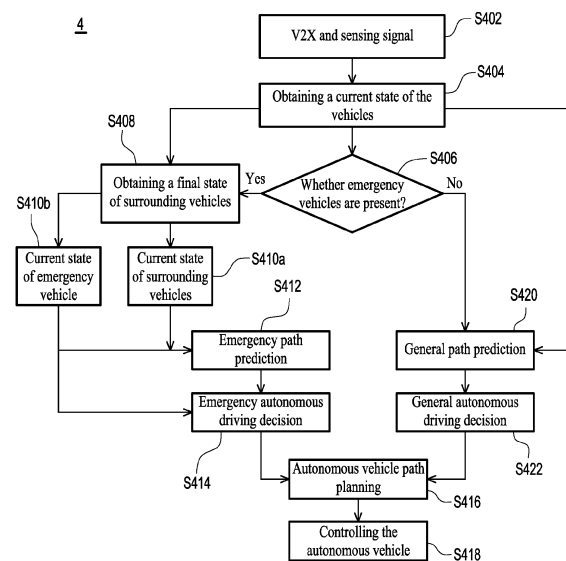 4
V2X and sensing signal
S402
Obtaining a current state of the
vehicles
S404
S408
S406
Obtaining a final state
of surrounding vehicles
Yes
Whether emergency
vehicles are present?
No
S410b
Current state
of emergency
vehicle
Current state
of surrounding
vehicles
S410a
S412
S420
Emergency path
prediction
General path prediction
Emergency autonomous
driving decision
General autonomous
driving decision
S414
S422
Autonomous vehicle path
planning
S416
Controlling the
autonomous vehicle
S418